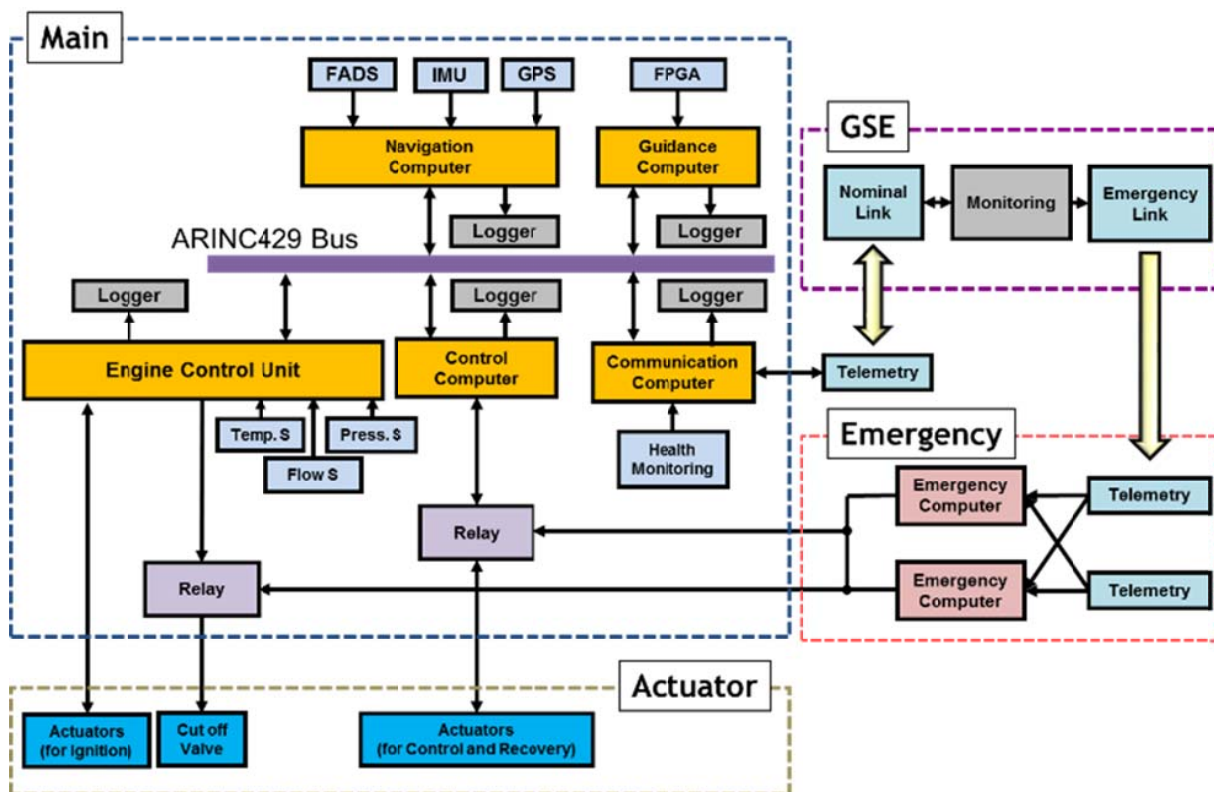 Main
FADS
IMU
GPS
FPGA
Navigation
Computer
Guidance
Computer
Logger
Logger
ARINC429 Bus
Logger
Logger
Logger
Engine Control Unit
Control
Computer
Communication
Computer
Temp. S
Press. S
Flow S
Health
Monitoring
Relay
Relay
GSE
Nominal
Link
Monitoring
Emergency
Link
Telemetry
Emergency
Emergency
Computer
Telemetry
Emergency
Computer
Telemetry
Actuator
Actuators
(for Ignition)
Cut off
Valve
Actuators
(for Control and Recovery)